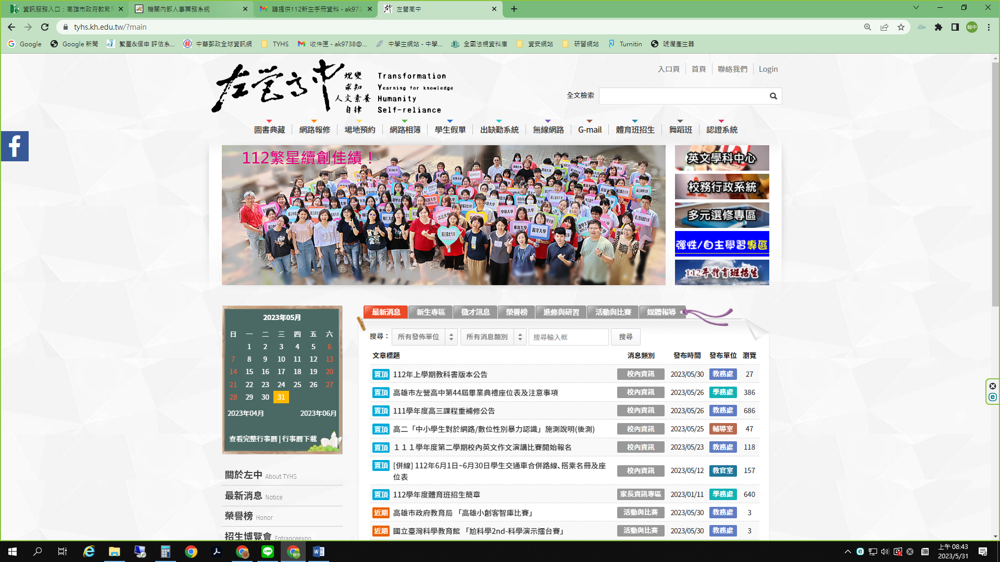 資訊服務入口：高雄市政府教育局
機關內部人事業務系統
請提供112新生手冊資料 - ak973
左營高中
tyhs.kh.edu.tw/?main
翰中
Google
Google 新聞
繁星&個申 評估系...
中華郵政全球資訊網
TYHS
收件匣 - ak9738@...
中學生網站 - 中學...
全國法規資料庫
資安網站
研習網站
Turnitin
唬爛產生器
左營高中
蛻變 Transformation
求知 Yearning for knowledge
人文素養 Humanity
自律 Self-reliance
入口頁 首頁 聯絡我們 Login
全文檢索
圖書典藏 網路報修 場地預約 網路相簿 學生假單 出缺勤系統 無線網路 G-mail 體育班招生 舞蹈班 認證系統
112繁星續創佳績！
英文學科中心
校務行政系統
多元選修專區
彈性/自主學習專區
112年體育班招生
2023年05月
日 一 二 三 四 五 六
1 2 3 4 5 6
7 8 9 10 11 12 13
14 15 16 17 18 19 20
21 22 23 24 25 26 27
28 29 30 31
2023年04月 2023年06月
查看完整行事曆 | 行事曆下載
關於左中 About TYHS
最新消息 Notice
榮譽榜 Honor
招生博覽會 Entranceexpo
最新消息 新生專區 徵才訊息 榮譽榜 進修與研習 活動與比賽 媒體報導
搜尋： 所有發佈單位 所有消息類別 搜尋輸入框 搜尋
文章標題 消息類別 發布時間 發布單位 瀏覽
置頂 112年上學期教科書版本公告 校內資訊 2023/05/30 教務處 27
置頂 高雄市左營高中第44屆畢業典禮座位表及注意事項 校內資訊 2023/05/26 學務處 386
置頂 111學年度高三課程重補修公告 校內資訊 2023/05/26 教務處 686
置頂 高二「中小學生對於網路/數位性別暴力認識」施測說明(後測) 校內資訊 2023/05/25 輔導室 47
置頂 １１１學年度第二學期校內英文作文演講比賽開始報名 校內資訊 2023/05/23 教務處 118
置頂 [併線] 112年6月1日~6月30日學生交通車合併路線、搭乘名冊及座 校內資訊 2023/05/12 教官室 157
位表
置頂 112學年度體育班招生簡章 家長資訊專區 2023/01/11 學務處 640
近期 高雄市政府教育局 「高雄小創客智庫比賽」 活動與比賽 2023/05/30 教務處 3
近期 國立臺灣科學教育館 「尬科學2nd-科學演示擂台賽」 活動與比賽 2023/05/30 教務處 3
上午 08:43
2023/5/31